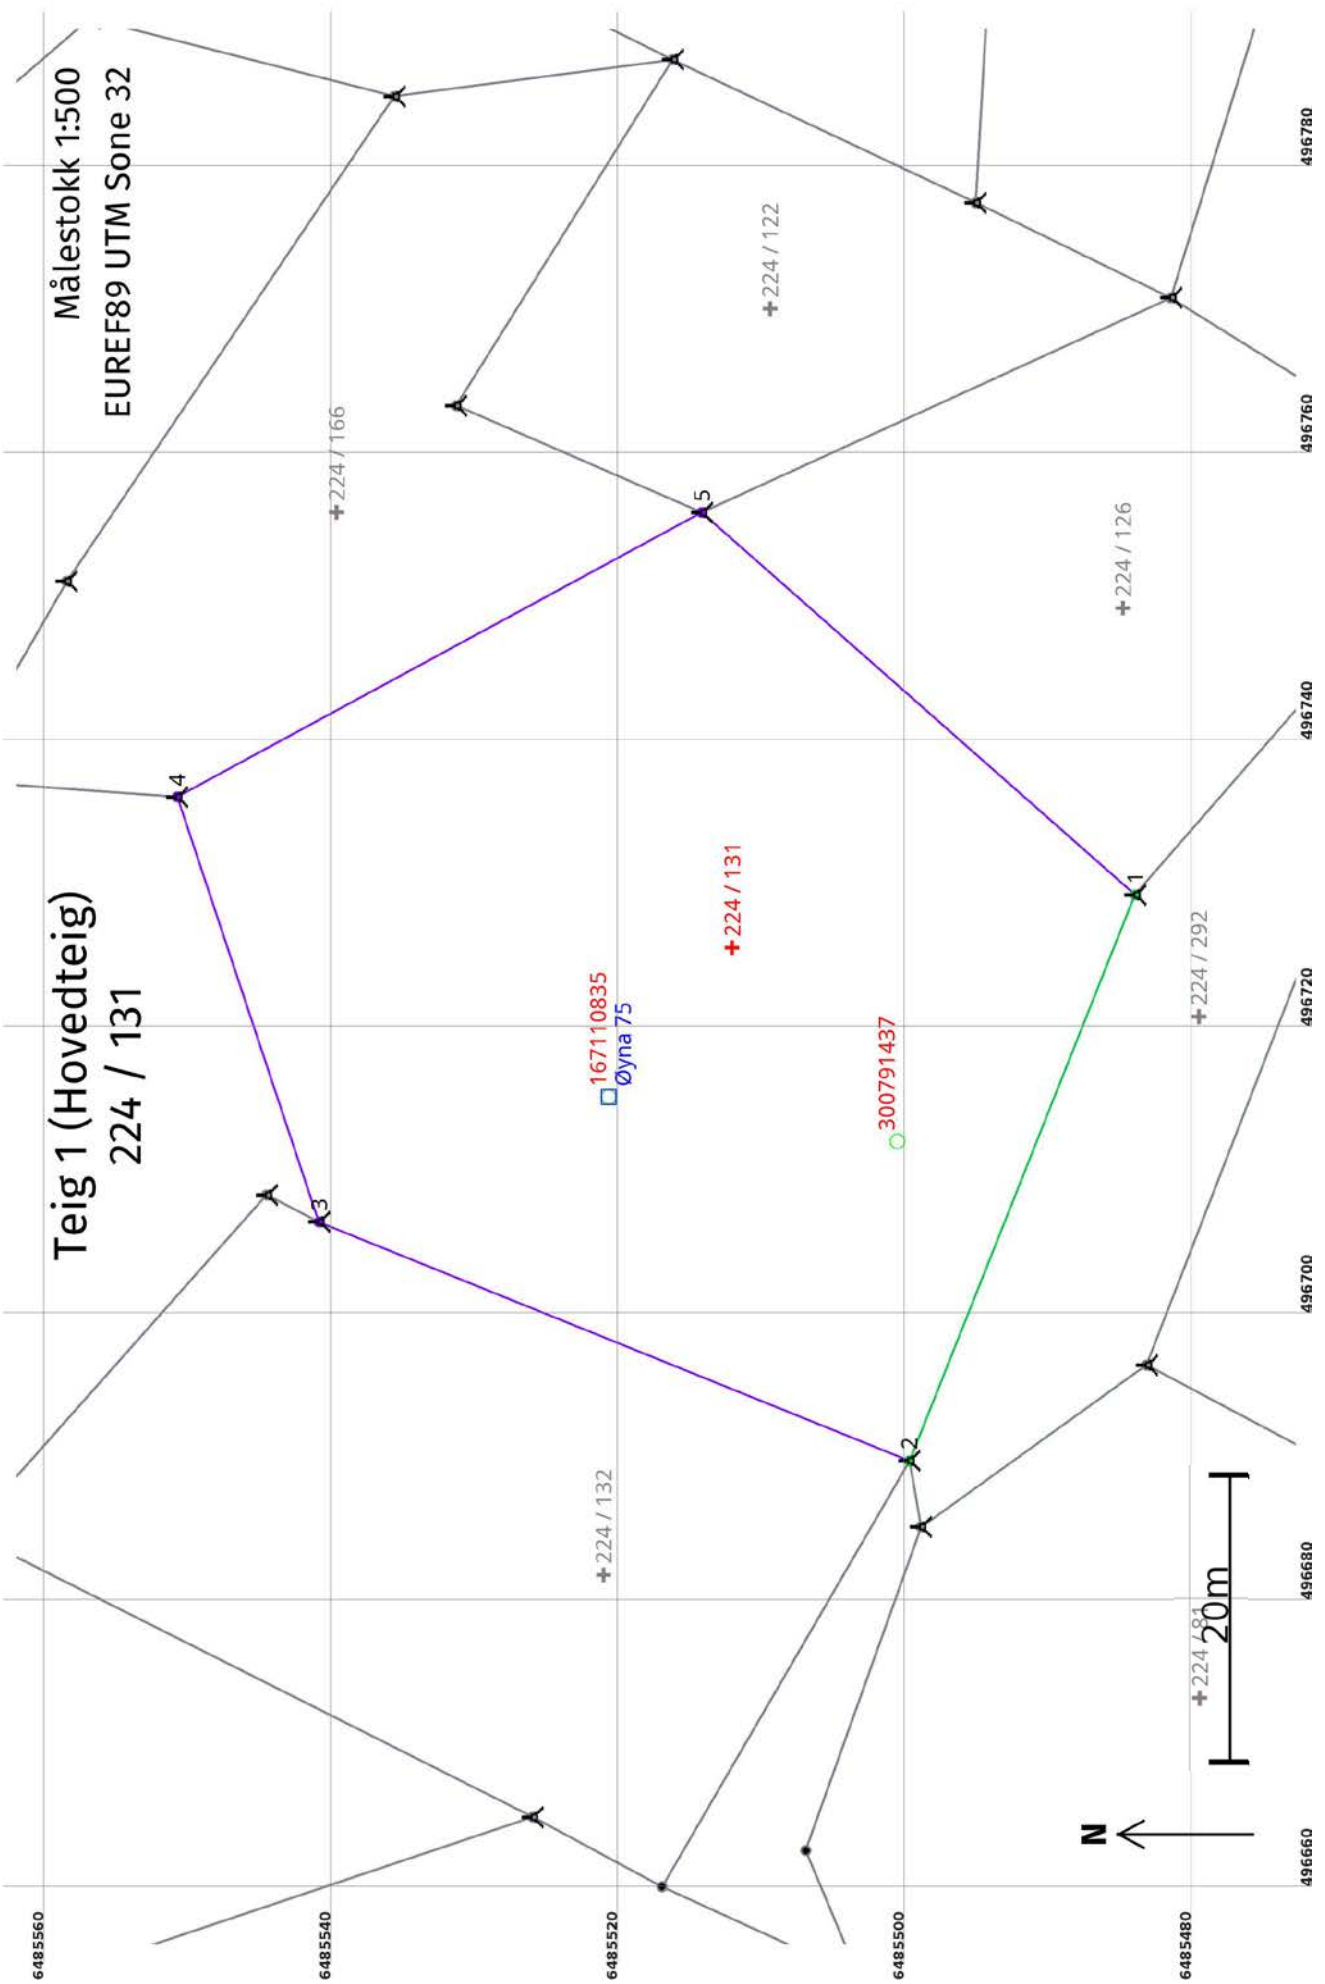 Teig 1 (Hovedteig)
224 / 131
Målestokk 1:500
EUREF89 UTM Sone 32
224 / 166
224 / 122
224 / 126
224 / 131
224 / 132
224 / 292
224 / 81
167110835
Øyna 75
300791437
1
2
3
4
5
N
20m
6485560
6485540
6485520
6485500
6485480
496660
496680
496700
496720
496740
496760
496780